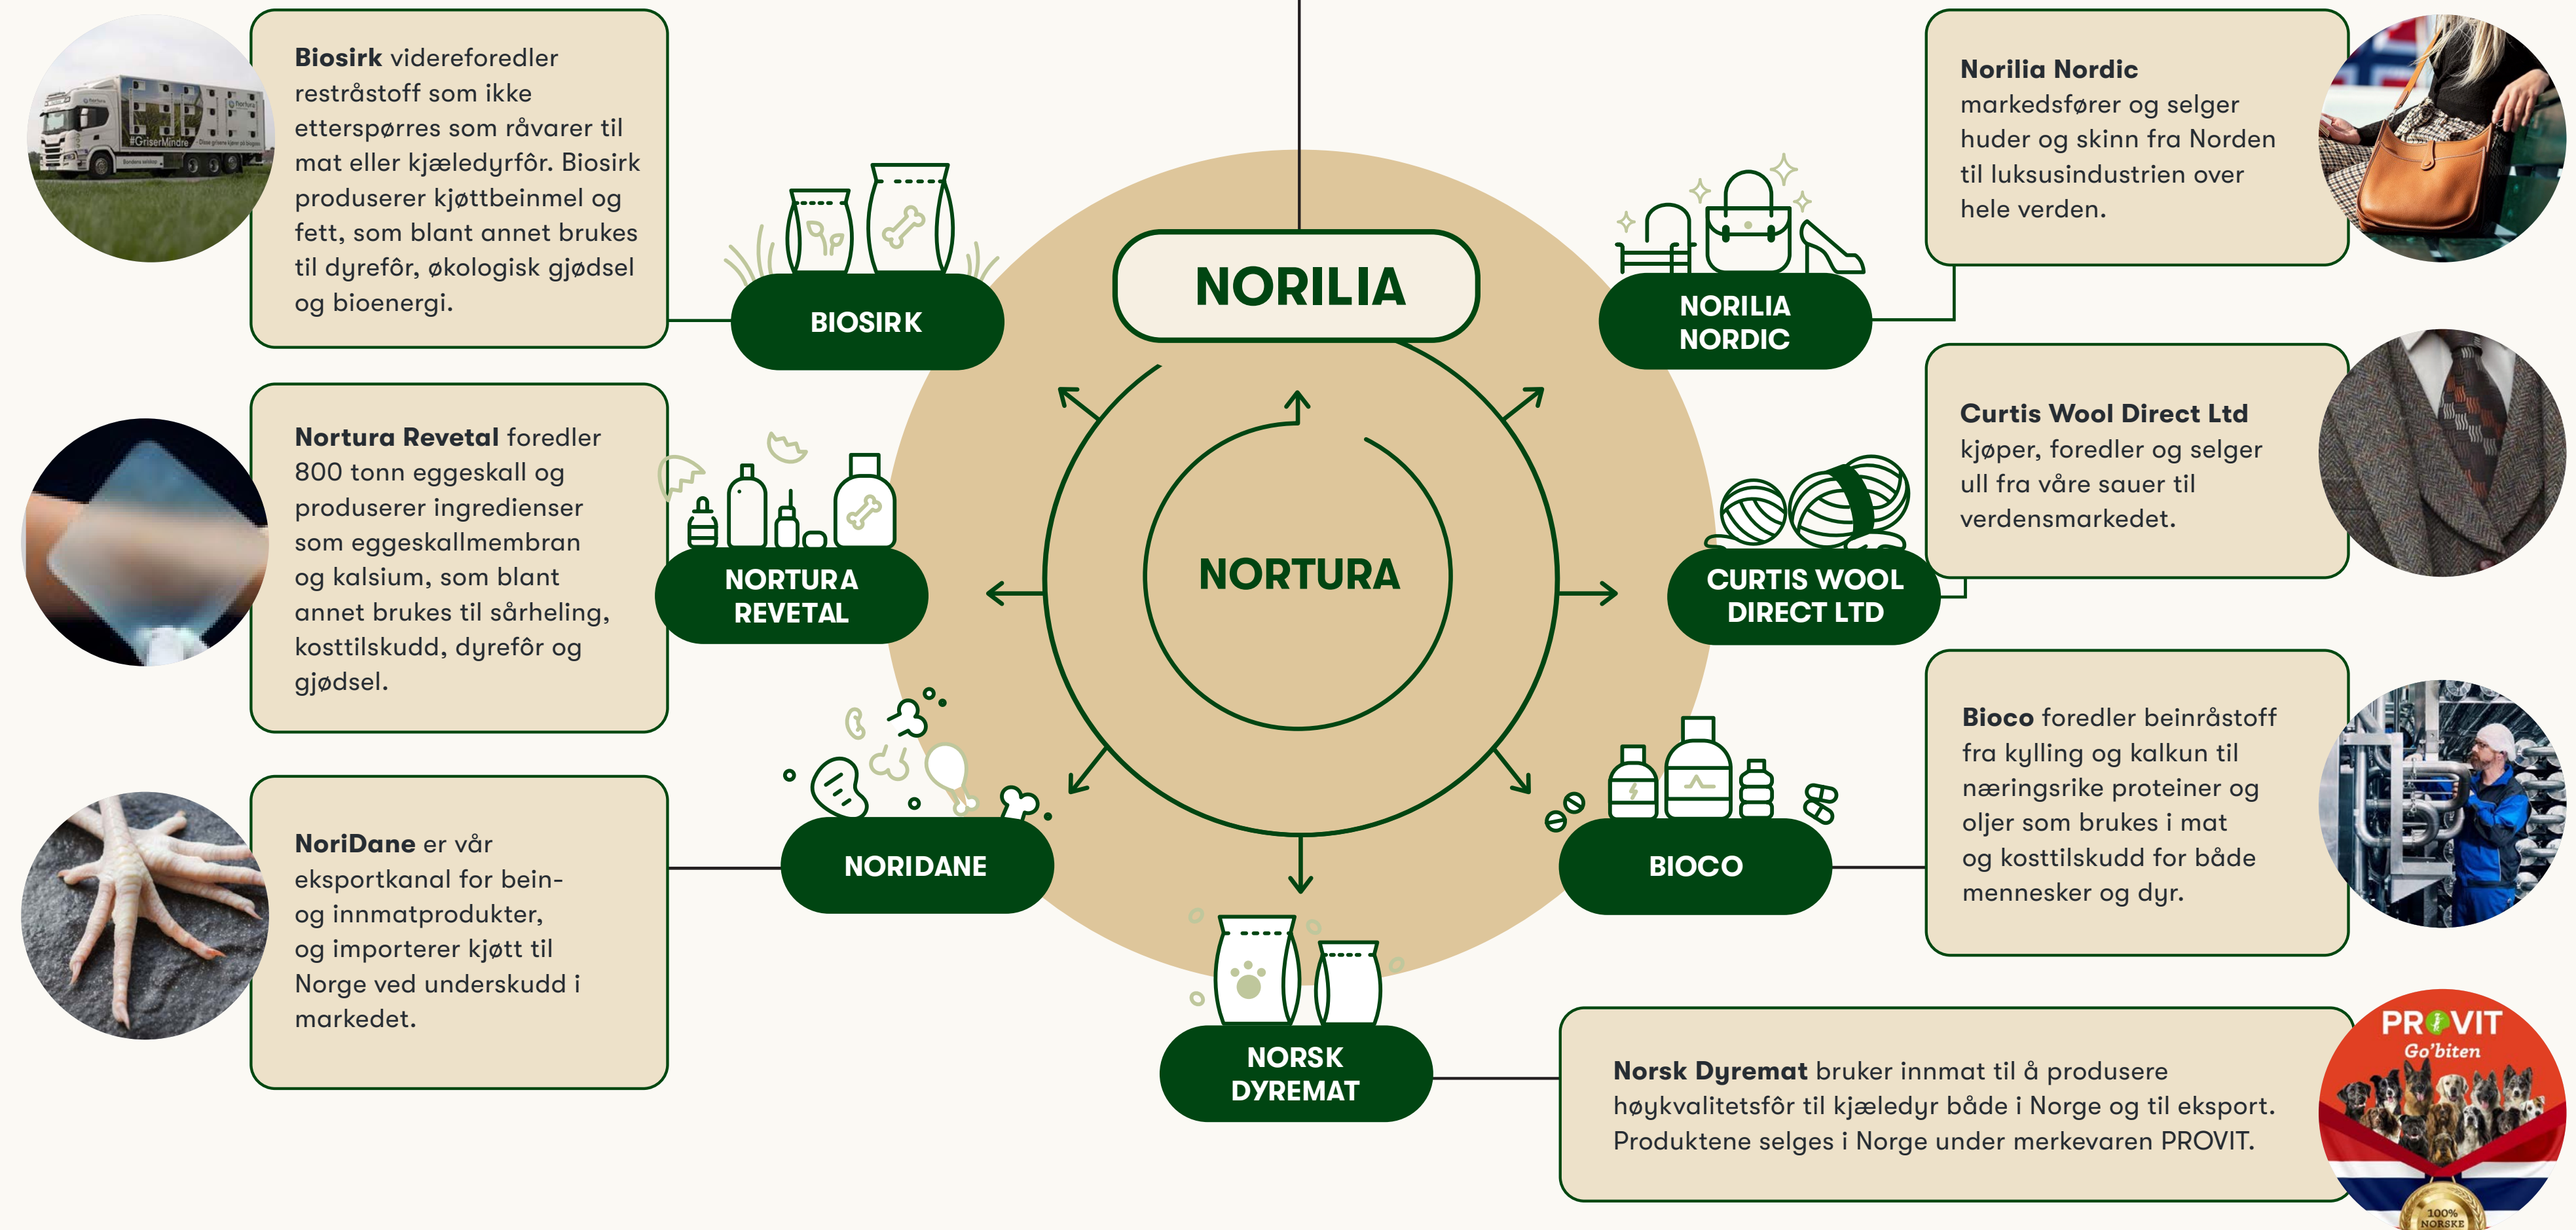 Biosirk videreforedler
restråstoff som ikke
etterspørres som råvarer til
mat eller kjæledyrfôr. Biosirk
produserer kjøttbeinmel og
fett, som blant annet brukes
til dyrefôr, økologisk gjødsel
og bioenergi.
nortura
#GriserMindre
BIOSIRK
Nortura Revetal foredler
800 tonn eggeskall og
produserer ingredienser
som eggeskallmembran
og kalsium, som blant
annet brukes til sårheling,
kosttilskudd, dyrefôr og
gjødsel.
NORTURA
REVETAL
NoriDane er vår
eksportkanal for bein-
og innmatprodukter,
og importerer kjøtt til
Norge ved underskudd i
markedet.
NORIDANE
NORILIA
NORTURA
NORILIA
NORDIC
Norilia Nordic
markedsfører og selger
huder og skinn fra Norden
til luksusindustrien over
hele verden.
CURTIS WOOL
DIRECT LTD
Curtis Wool Direct Ltd
kjøper, foredler og selger
ull fra våre sauer til
verdensmarkedet.
BIOCO
Bioco foredler beinråstoff
fra kylling og kalkun til
næringsrike proteiner og
oljer som brukes i mat
og kosttilskudd for både
mennesker og dyr.
NORSK
DYREMAT
Norsk Dyremat bruker innmat til å produsere
høykvalitetsfôr til kjæledyr både i Norge og til eksport.
Produktene selges i Norge under merkevaren PROVIT.
PROVIT
Go'biten
100%
NORSKE